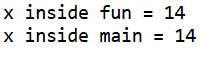 x inside fun = 14
x inside main = 14